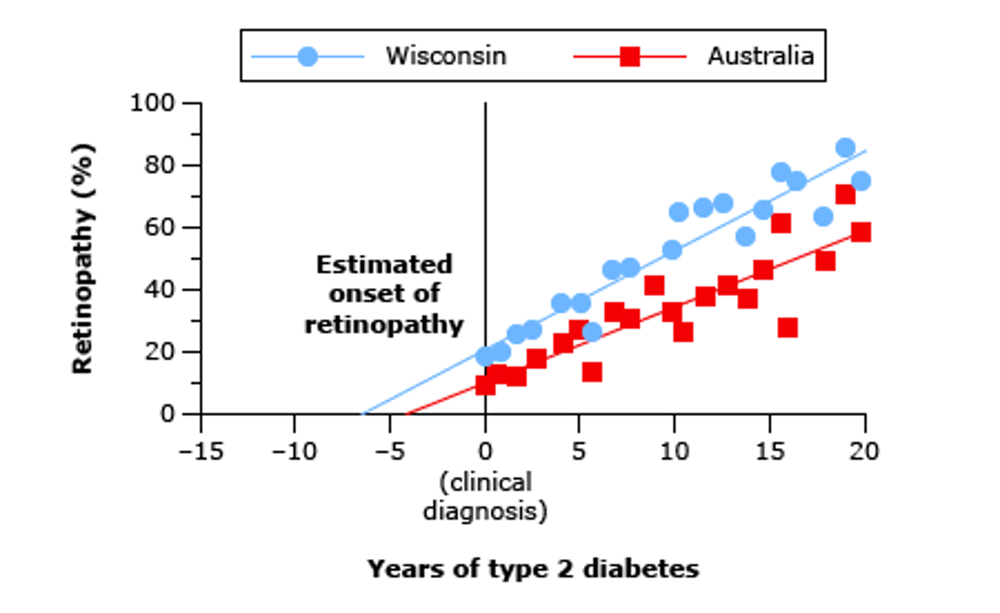 Wisconsin
Australia
Retinopathy (%)
100
80
60
40
20
0
Estimated
onset of
retinopathy
−15
−10
−5
0
5
10
15
20
(clinical
diagnosis)
Years of type 2 diabetes